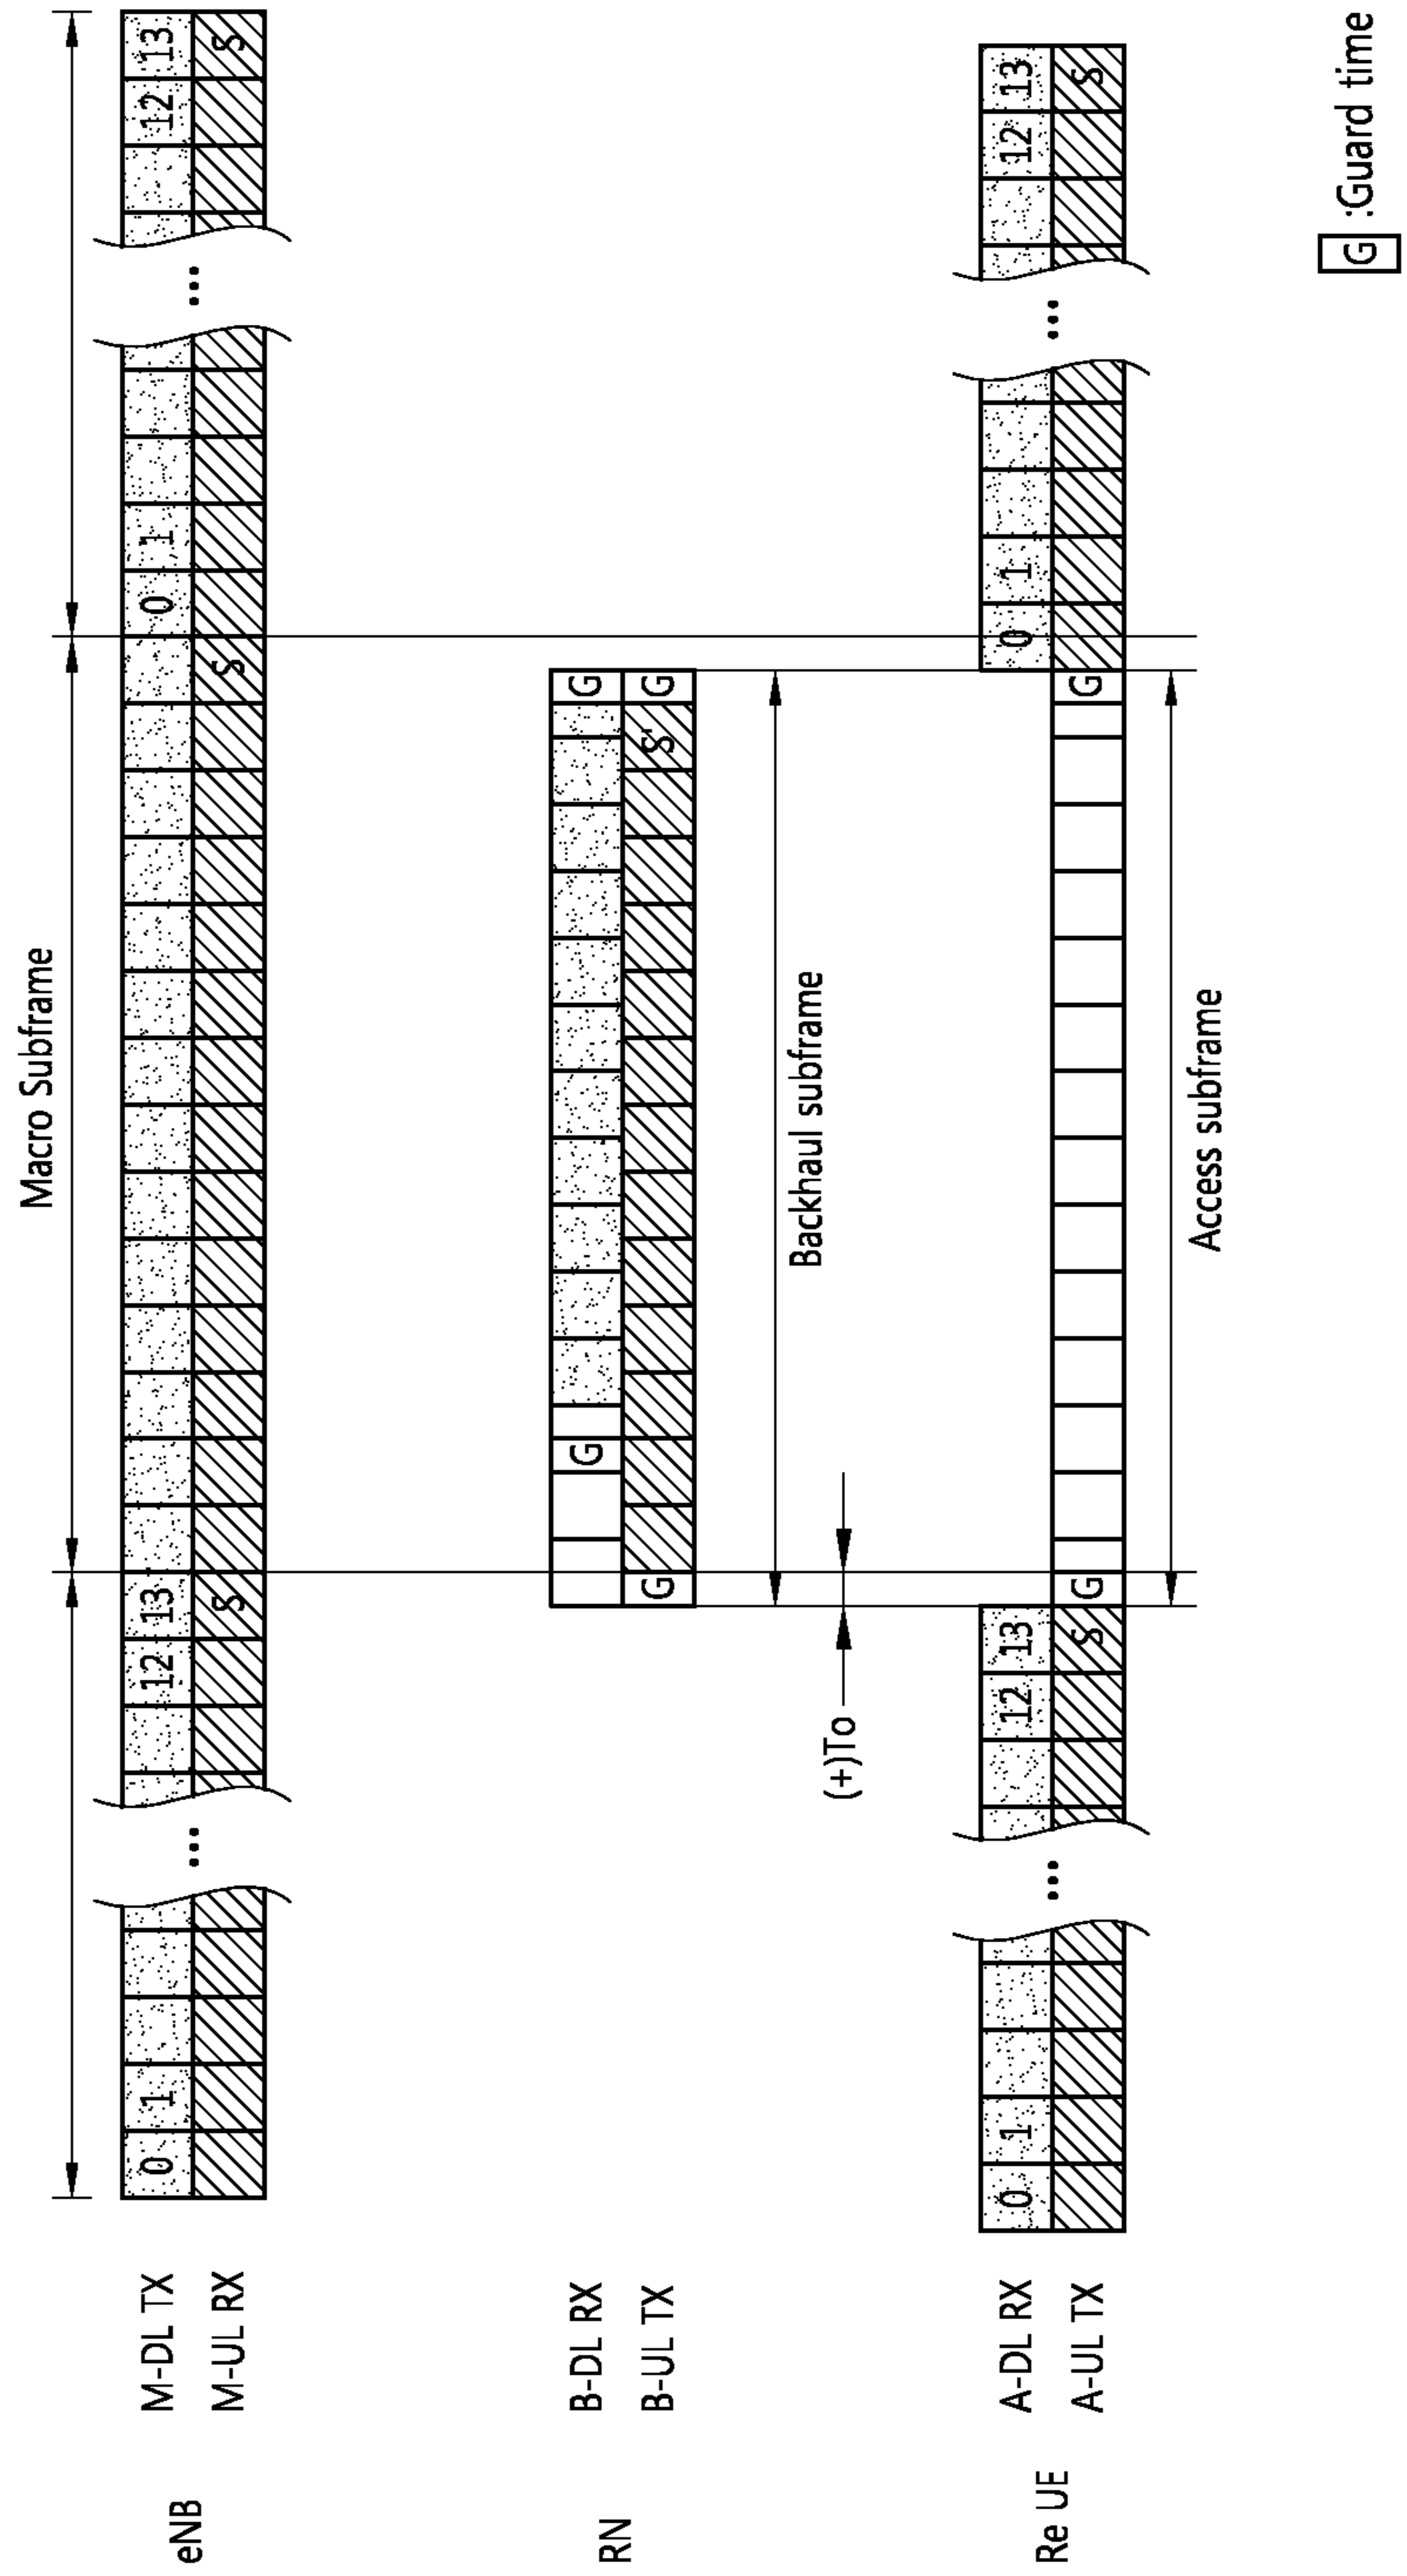 Macro Subframe
eNB
M-DL TX 0 1 ... 12 13 0 1 ... 12 13
M-UL RX S S S
RN
B-DL RX G G
B-UL TX G S' G
Backhaul subframe
(+)To
Re UE
A-DL RX 0 1 ... 12 13 0 1 ... 12 13
A-UL TX S G G S
Access subframe
G :Guard time